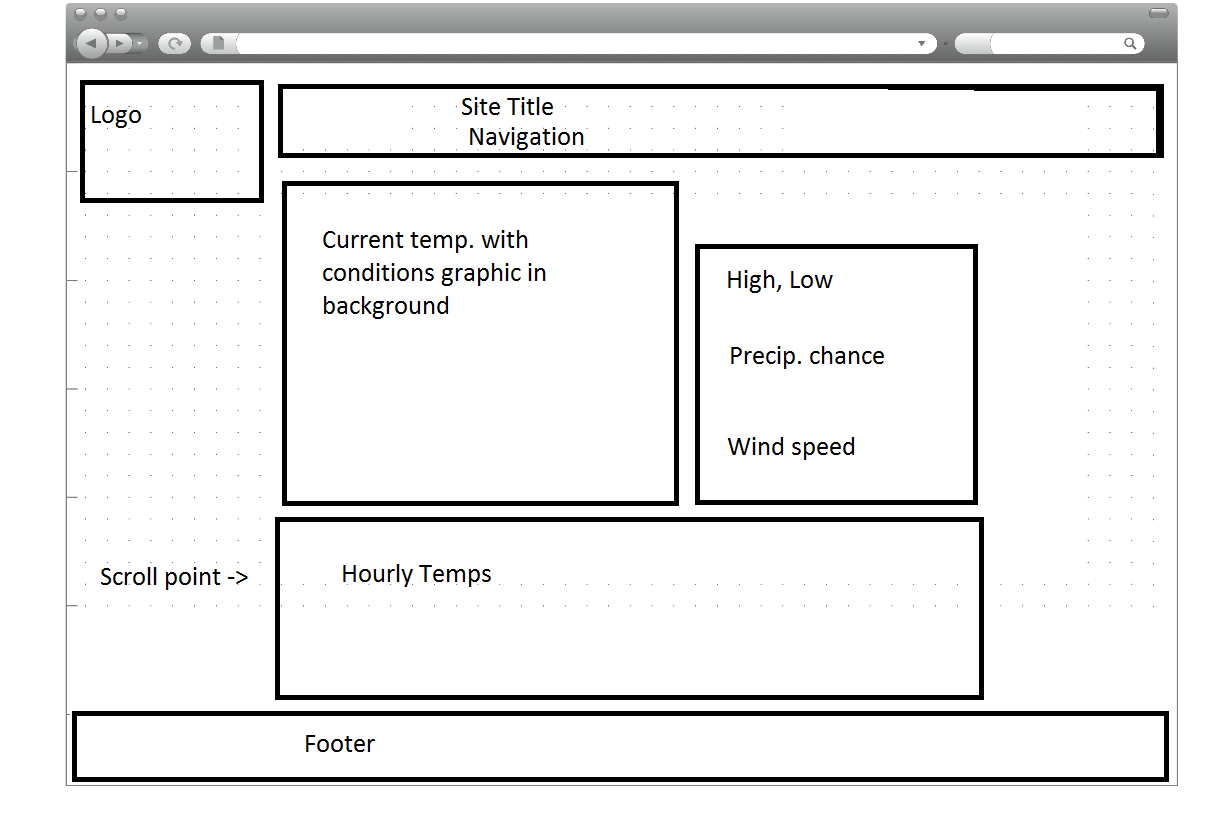 Logo
Site Title
Navigation
Current temp. with
conditions graphic in
background
High, Low
Precip. chance
Wind speed
Scroll point ->
Hourly Temps
Footer